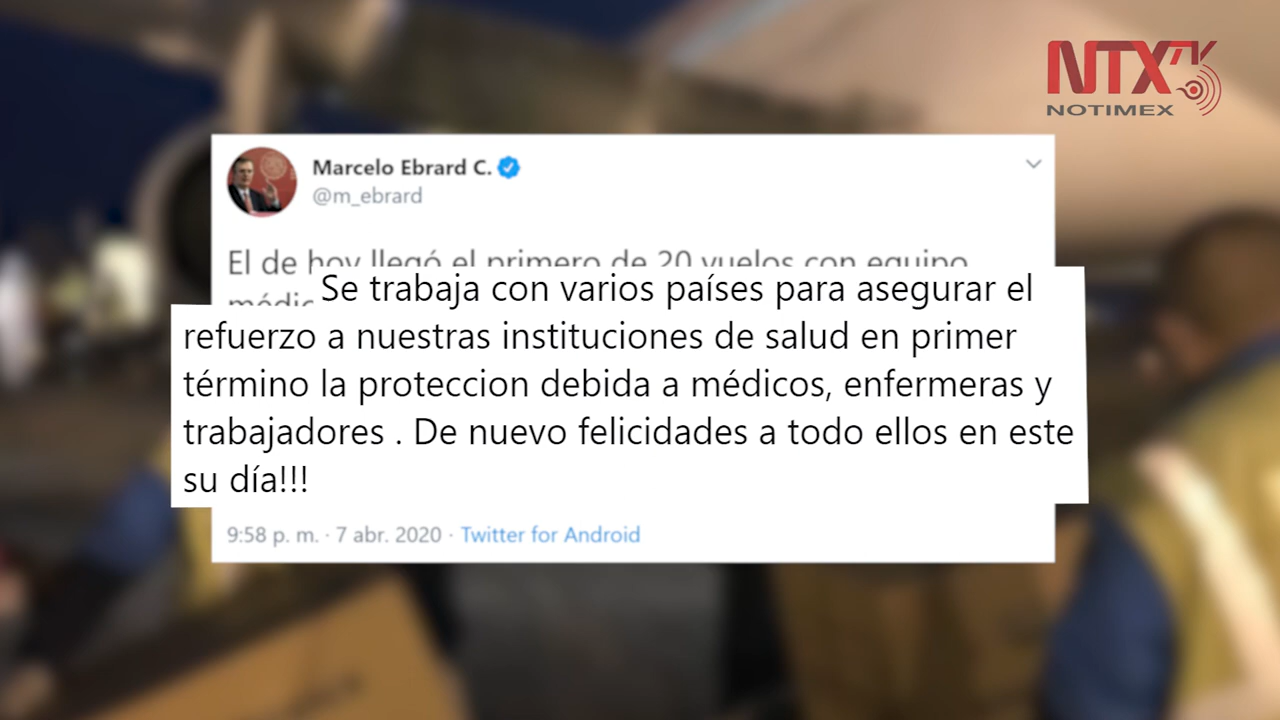 NTXTV
NOTIMEX
Marcelo Ebrard C.
@m_ebrard
El de hoy llegó el primero de 20 vuelos con equipo
Se trabaja con varios países para asegurar el
refuerzo a nuestras instituciones de salud en primer
término la proteccion debida a médicos, enfermeras y
trabajadores . De nuevo felicidades a todo ellos en este
su día!!!
9:58 p. m. · 7 abr. 2020 · Twitter for Android